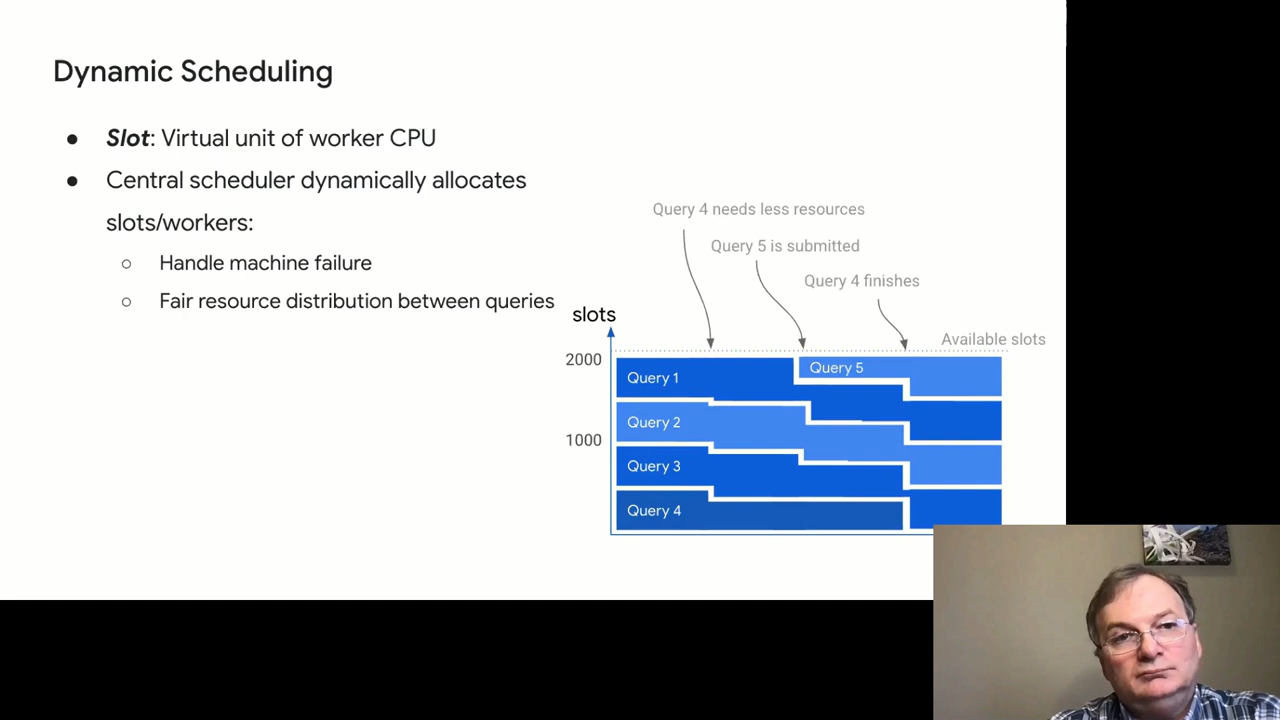 Dynamic Scheduling
● Slot: Virtual unit of worker CPU
● Central scheduler dynamically allocates
slots/workers:
○ Handle machine failure
○ Fair resource distribution between queries
Query 4 needs less resources
Query 5 is submitted
Query 4 finishes
slots
Available slots
2000
Query 5
Query 1
Query 2
1000
Query 3
Query 4